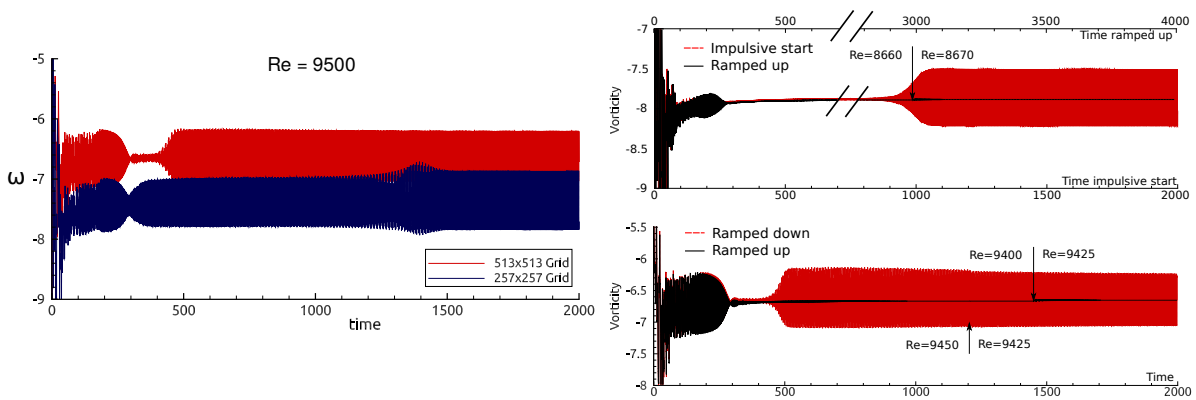 Re = 9500
-5
-6
-7
-8
-9
ω
513x513 Grid
257x257 Grid
0
500
1000
1500
2000
time
0
500
3000
3500
4000
Time ramped up
-7
-7.5
-8
-8.5
-9
Vorticity
Impulsive start
Ramped up
Re=8660
Re=8670
Time impulsive start
0
500
1000
1500
2000
-5.5
-6
-6.5
-7
-7.5
-8
Vorticity
Ramped down
Ramped up
Re=9400
Re=9425
Re=9450
Re=9425
Time
0
500
1000
1500
2000